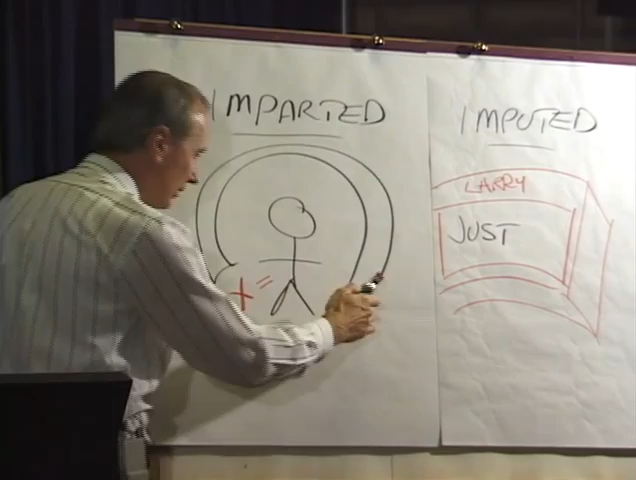 IMPARTED
+ =
IMPUTED
LARRY
JUST